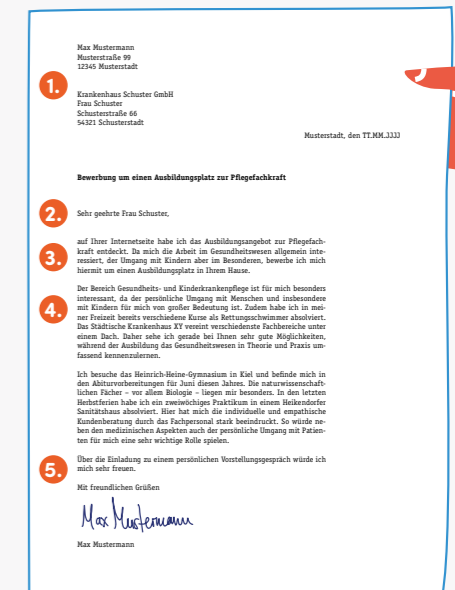 Max Mustermann
Musterstraße 99
12345 Musterstadt
1.
Krankenhaus Schuster GmbH
Frau Schuster
Schusterstraße 66
54321 Schusterstadt
Musterstadt, den TT.MM.JJJJ
Bewerbung um einen Ausbildungsplatz zur Pflegefachkraft
2.
Sehr geehrte Frau Schuster,
3.
auf Ihrer Internetseite habe ich das Ausbildungsangebot zur Pflegefach-
kraft entdeckt. Da mich die Arbeit im Gesundheitswesen allgemein inte-
ressiert, der Umgang mit Kindern aber im Besonderen, bewerbe ich mich
hiermit um einen Ausbildungsplatz in Ihrem Hause.
4.
Der Bereich Gesundheits- und Kinderkrankenpflege ist für mich besonders
interessant, da der persönliche Umgang mit Menschen und insbesondere
mit Kindern für mich von großer Bedeutung ist. Zudem habe ich in mei-
ner Freizeit bereits verschiedene Kurse als Rettungsschwimmer absolviert.
Das Städtische Krankenhaus XY vereint verschiedenste Fachbereiche unter
einem Dach. Daher sehe ich gerade bei Ihnen sehr gute Möglichkeiten,
während der Ausbildung das Gesundheitswesen in Theorie und Praxis um-
fassend kennenzulernen.
Ich besuche das Heinrich-Heine-Gymnasium in Kiel und befinde mich in
den Abiturvorbereitungen für Juni diesen Jahres. Die naturwissenschaft-
lichen Fächer – vor allem Biologie – liegen mir besonders. In den letzten
Herbstferien habe ich ein zweiwöchiges Praktikum in einem Heikendorfer
Sanitätshaus absolviert. Hier hat mich die individuelle und empathische
Kundenberatung durch das Fachpersonal stark beeindruckt. So würde ne-
ben den medizinischen Aspekten auch der persönliche Umgang mit Patien-
ten für mich eine sehr wichtige Rolle spielen.
5.
Über die Einladung zu einem persönlichen Vorstellungsgespräch würde ich
mich sehr freuen.
Mit freundlichen Grüßen
Max Mustermann
Max Mustermann